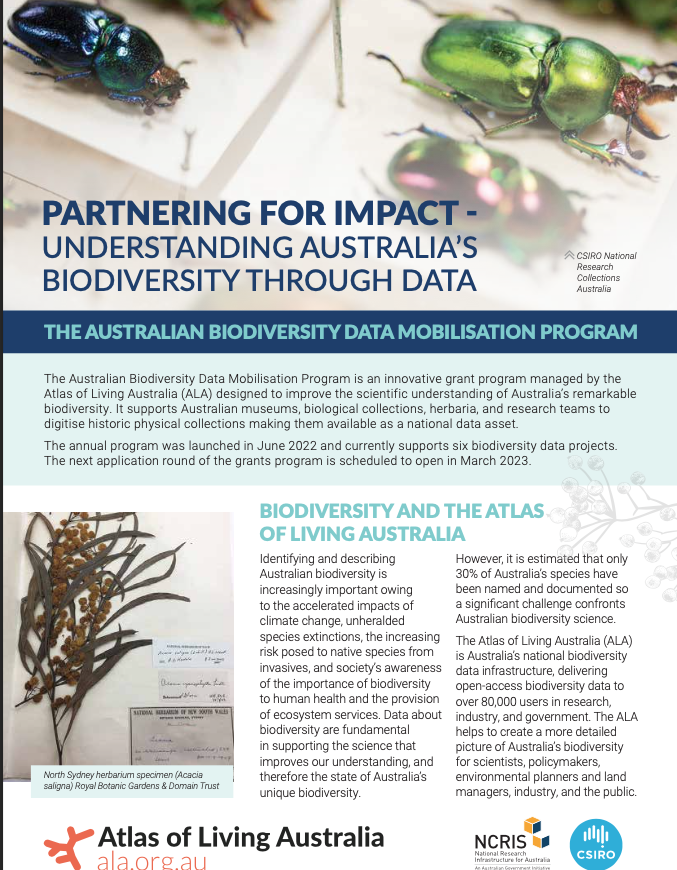 PARTNERING FOR IMPACT -
UNDERSTANDING AUSTRALIA'S
BIODIVERSITY THROUGH DATA
CSIRO National
Research
Collections
Australia
THE AUSTRALIAN BIODIVERSITY DATA MOBILISATION PROGRAM
The Australian Biodiversity Data Mobilisation Program is an innovative grant program managed by the
Atlas of Living Australia (ALA) designed to improve the scientific understanding of Australia's remarkable
biodiversity. It supports Australian museums, biological collections, herbaria, and research teams to
digitise historic physical collections making them available as a national data asset.
The annual program was launched in June 2022 and currently supports six biodiversity data projects.
The next application round of the grants program is scheduled to open in March 2023.
BIODIVERSITY AND THE ATLAS
OF LIVING AUSTRALIA
Identifying and describing
Australian biodiversity is
increasingly important owing
to the accelerated impacts of
climate change, unheralded
species extinctions, the increasing
risk posed to native species from
invasives, and society's awareness
of the importance of biodiversity
to human health and the provision
of ecosystem services. Data about
biodiversity are fundamental
in supporting the science that
improves our understanding, and
therefore the state of Australia's
unique biodiversity.
However, it is estimated that only
30% of Australia's species have
been named and documented so
a significant challenge confronts
Australian biodiversity science.
The Atlas of Living Australia (ALA)
is Australia's national biodiversity
data infrastructure, delivering
open-access biodiversity data to
over 80,000 users in research,
industry, and government. The ALA
helps to create a more detailed
picture of Australia's biodiversity
for scientists, policymakers,
environmental planners and land
managers, industry, and the public.
NATIONAL HERBARIUM OF NEW SOUTH WALES
North Sydney herbarium specimen (Acacia
saligna) Royal Botanic Gardens & Domain Trust
Atlas of Living Australia
ala.org.au
NCRIS
National Research
Infrastructure for Australia
An Australian Government Initiative
CSIRO